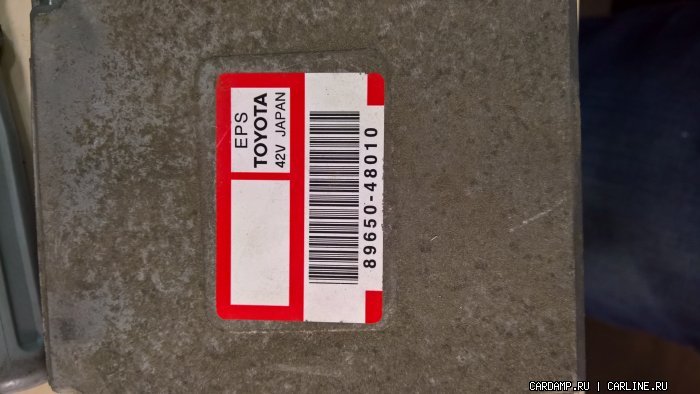 EPS
TOYOTA
42V JAPAN
89650-48010
CARDAMP.RU | CARLINE.RU